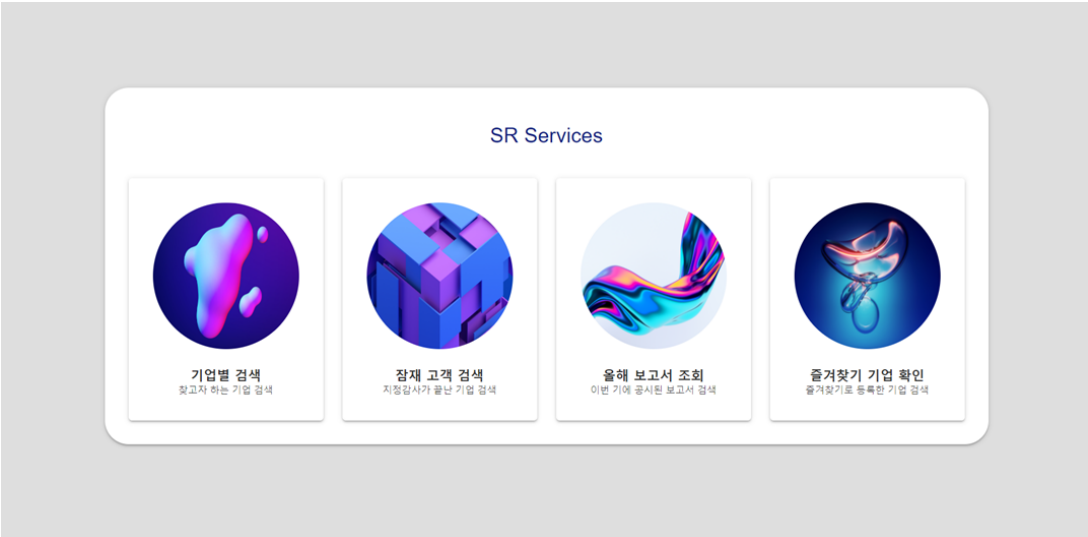 SR Services
기업별 검색
찾고자 하는 기업 검색
잠재 고객 검색
지정감사가 끝난 기업 검색
올해 보고서 조회
이번 기에 공시된 보고서 검색
즐겨찾기 기업 확인
즐겨찾기로 등록한 기업 검색